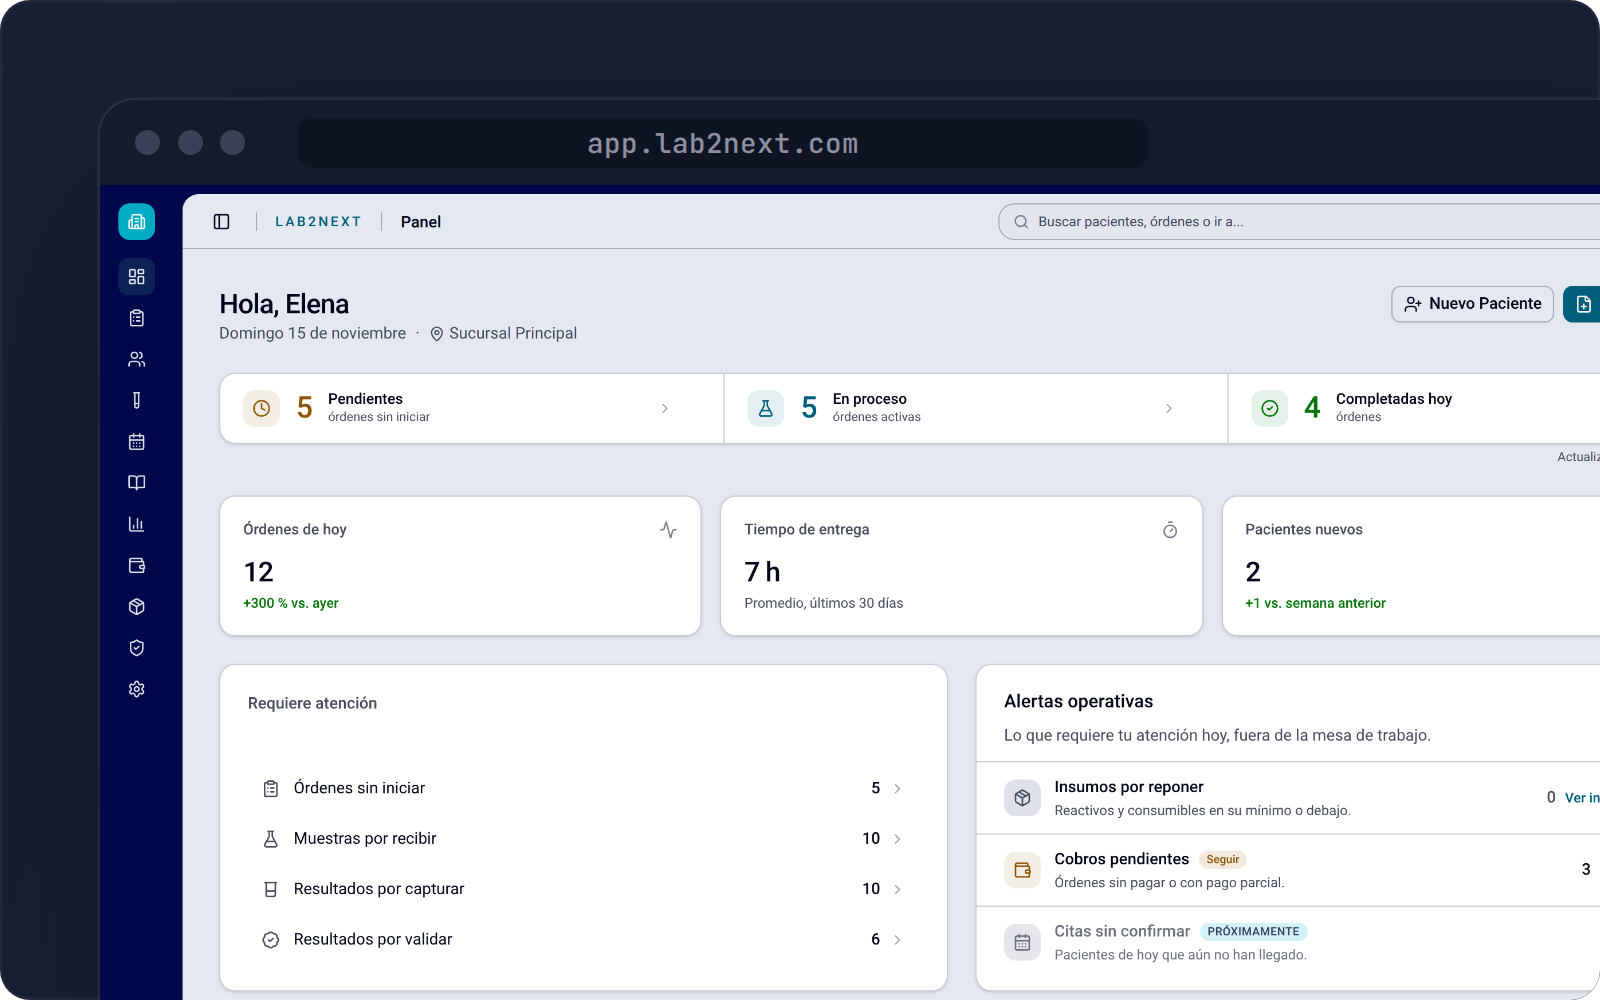 app.lab2next.com
LAB2NEXT
Panel
Buscar pacientes, órdenes o ir a...
Hola, Elena
Nuevo Paciente
Domingo 15 de noviembre · Sucursal Principal
5 Pendientes
órdenes sin iniciar
5 En proceso
órdenes activas
4 Completadas hoy
órdenes
Órdenes de hoy
12
+300 % vs. ayer
Tiempo de entrega
7 h
Promedio, últimos 30 días
Pacientes nuevos
2
+1 vs. semana anterior
Requiere atención
Órdenes sin iniciar 5
Muestras por recibir 10
Resultados por capturar 10
Resultados por validar 6
Alertas operativas
Lo que requiere tu atención hoy, fuera de la mesa de trabajo.
Insumos por reponer
Reactivos y consumibles en su mínimo o debajo.
0 Ver
Cobros pendientes Seguir
Órdenes sin pagar o con pago parcial.
3
Citas sin confirmar PRÓXIMAMENTE
Pacientes de hoy que aún no han llegado.